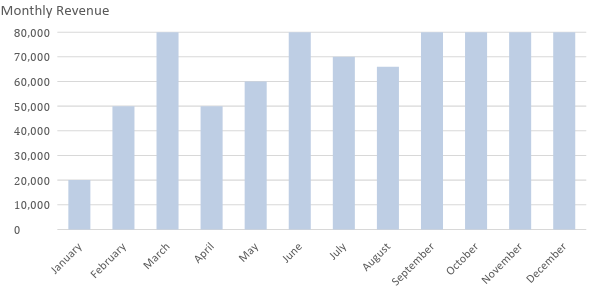 Monthly Revenue
80,000
70,000
60,000
50,000
40,000
30,000
20,000
10,000
0
January
February
March
April
May
June
July
August
September
October
November
December